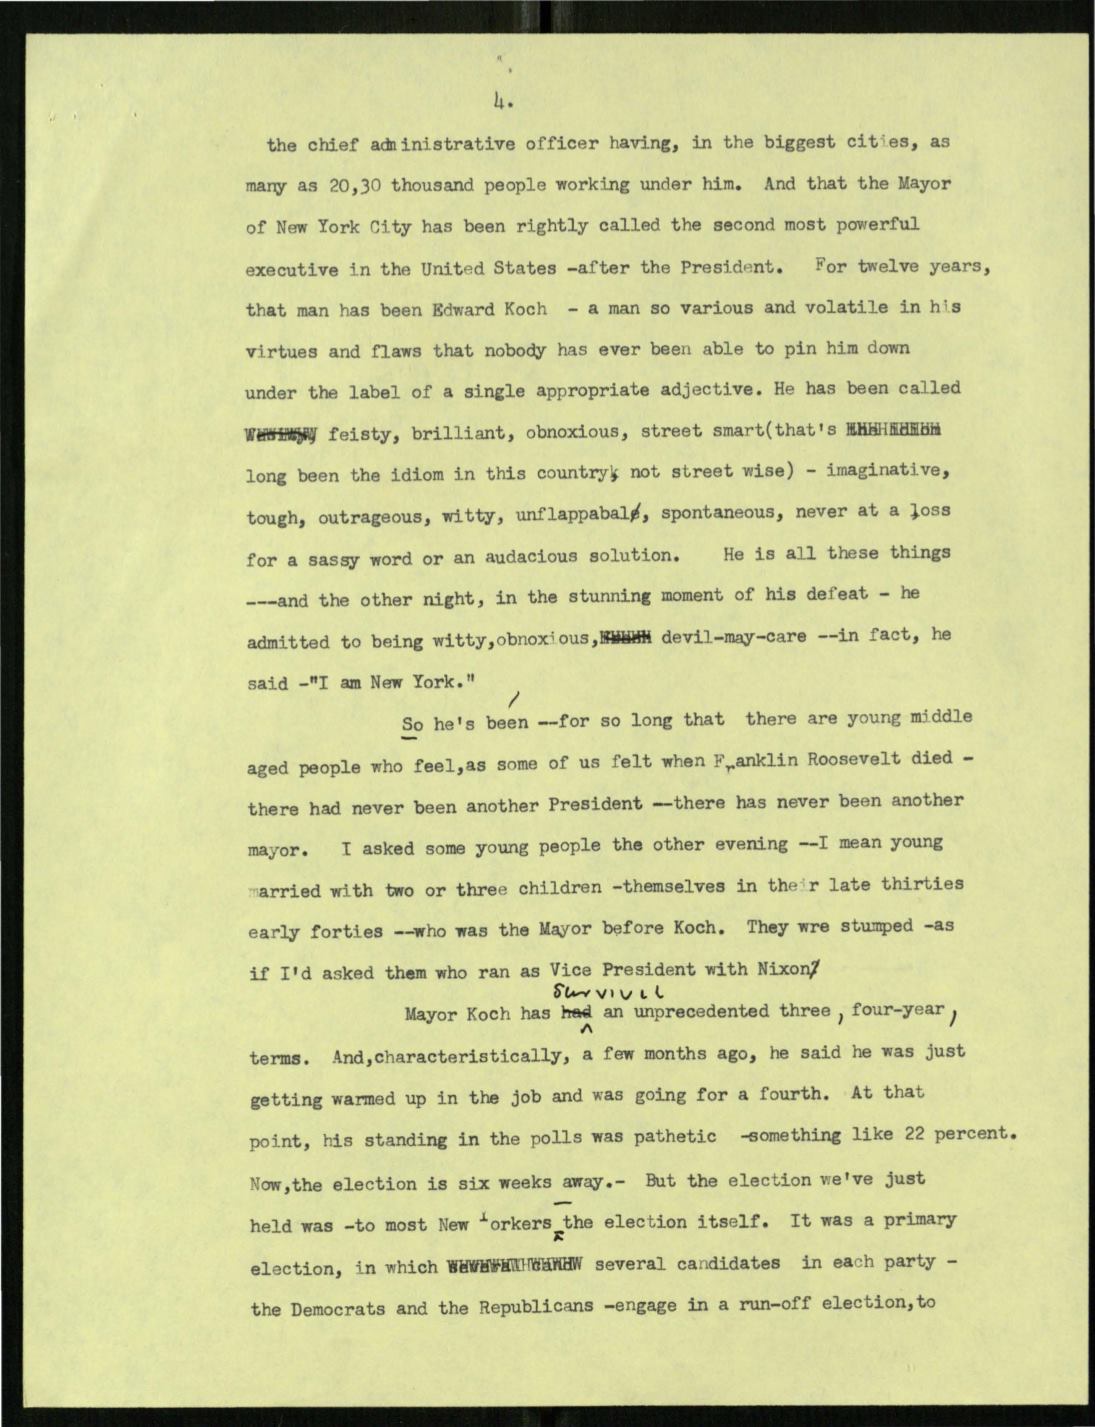 4.
the chief administrative officer having, in the biggest cities, as
many as 20,30 thousand people working under him. And that the Mayor
of New York City has been rightly called the second most powerful
executive in the United States -after the President. For twelve years,
that man has been Edward Koch - a man so various and volatile in his
virtues and flaws that nobody has ever been able to pin him down
under the label of a single appropriate adjective. He has been called
feisty, brilliant, obnoxious, street smart(that's
long been the idiom in this country, not street wise) - imaginative,
tough, outrageous, witty, unflappabal, spontaneous, never at a loss
for a sassy word or an audacious solution. He is all these things
---and the other night, in the stunning moment of his defeat - he
admitted to being witty,obnoxious, devil-may-care --in fact, he
said -"I am New York."
So he's been --for so long that there are young middle
aged people who feel,as some of us felt when Franklin Roosevelt died -
there had never been another President --there has never been another
mayor. I asked some young people the other evening --I mean young
married with two or three children -themselves in their late thirties
early forties --who was the Mayor before Koch. They wre stumped -as
if I'd asked them who ran as Vice President with Nixon?
survived
Mayor Koch has had an unprecedented three, four-year,
terms. And,characteristically, a few months ago, he said he was just
getting warmed up in the job and was going for a fourth. At that
point, his standing in the polls was pathetic -something like 22 percent.
Now,the election is six weeks away.- But the election we've just
held was -to most New Yorkers - the election itself. It was a primary
election, in which several candidates in each party -
the Democrats and the Republicans -engage in a run-off election,to